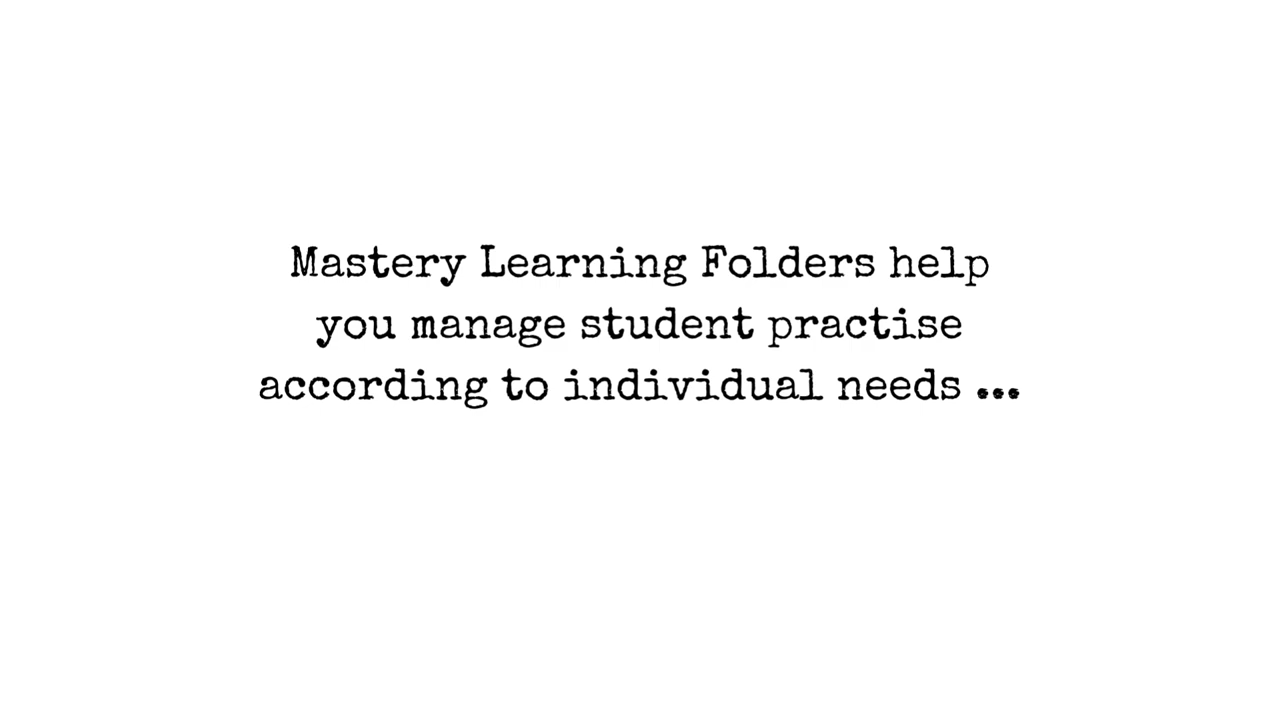 Mastery Learning Folders help
you manage student practise
according to individual needs ...